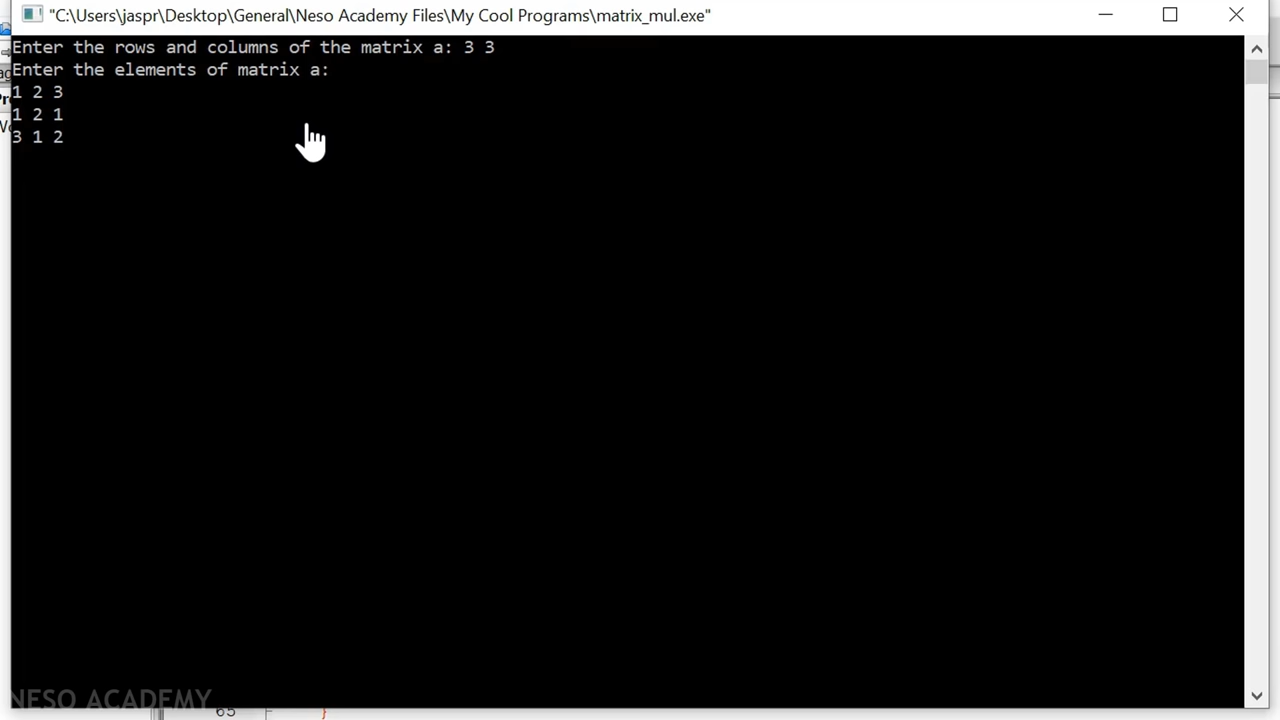 "C:\Users\jaspr\Desktop\General\Neso Academy Files\My Cool Programs\matrix_mul.exe"
Enter the rows and columns of the matrix a: 3 3
Enter the elements of matrix a:
1 2 3
1 2 1
3 1 2
NESO ACADEMY
65
}